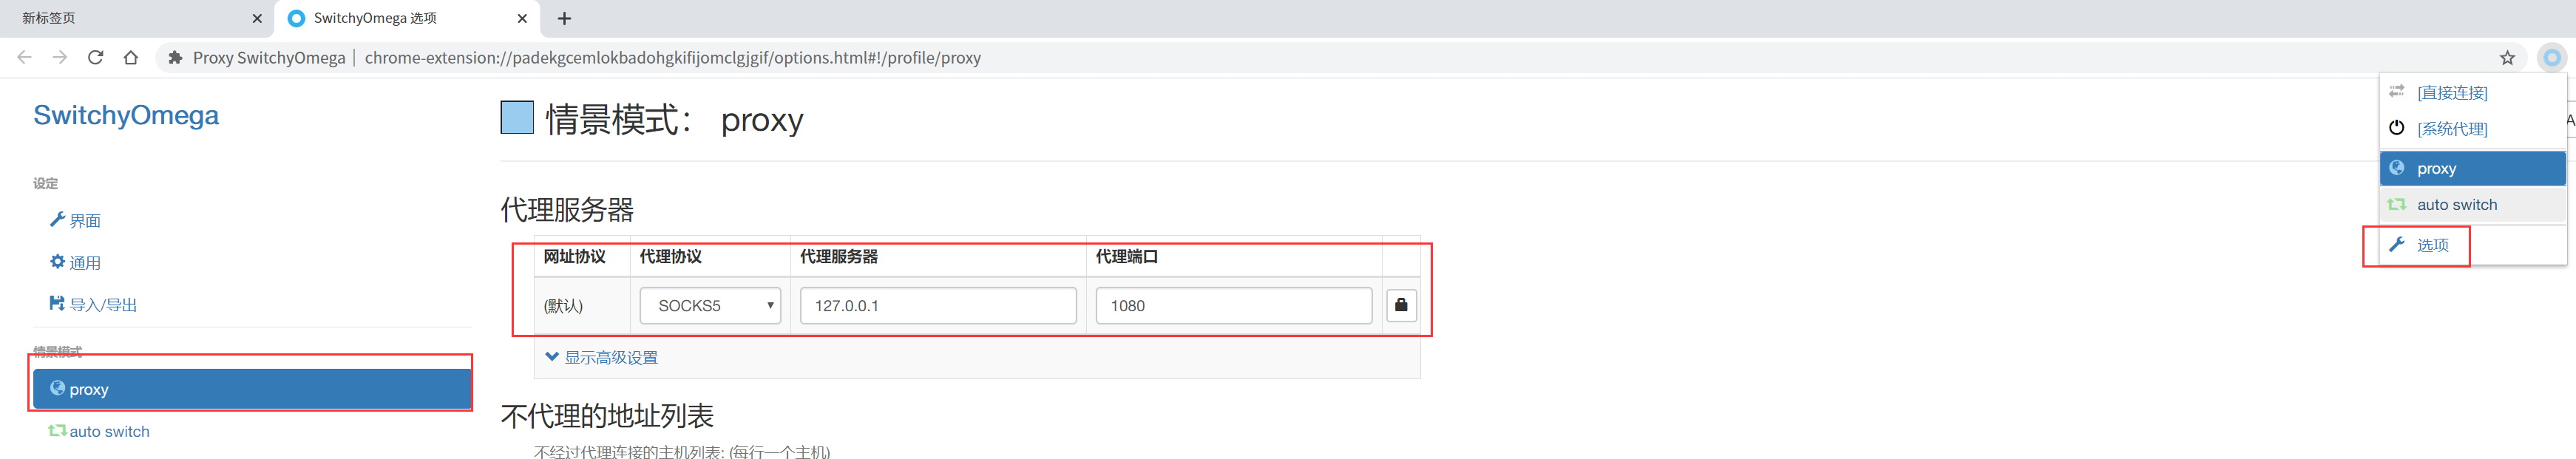 新标签页
SwitchyOmega 选项
Proxy SwitchyOmega | chrome-extension://padekgcemlokbadohgkifijomclgjgif/options.html#!/profile/proxy
SwitchyOmega
设定
界面
通用
导入/导出
情景模式
proxy
auto switch
情景模式： proxy
代理服务器
网址协议 代理协议 代理服务器 代理端口
(默认) SOCKS5 127.0.0.1 1080
显示高级设置
不代理的地址列表
不经过代理连接的主机列表: (每行一个主机)
[直接连接]
[系统代理]
proxy
auto switch
选项
A